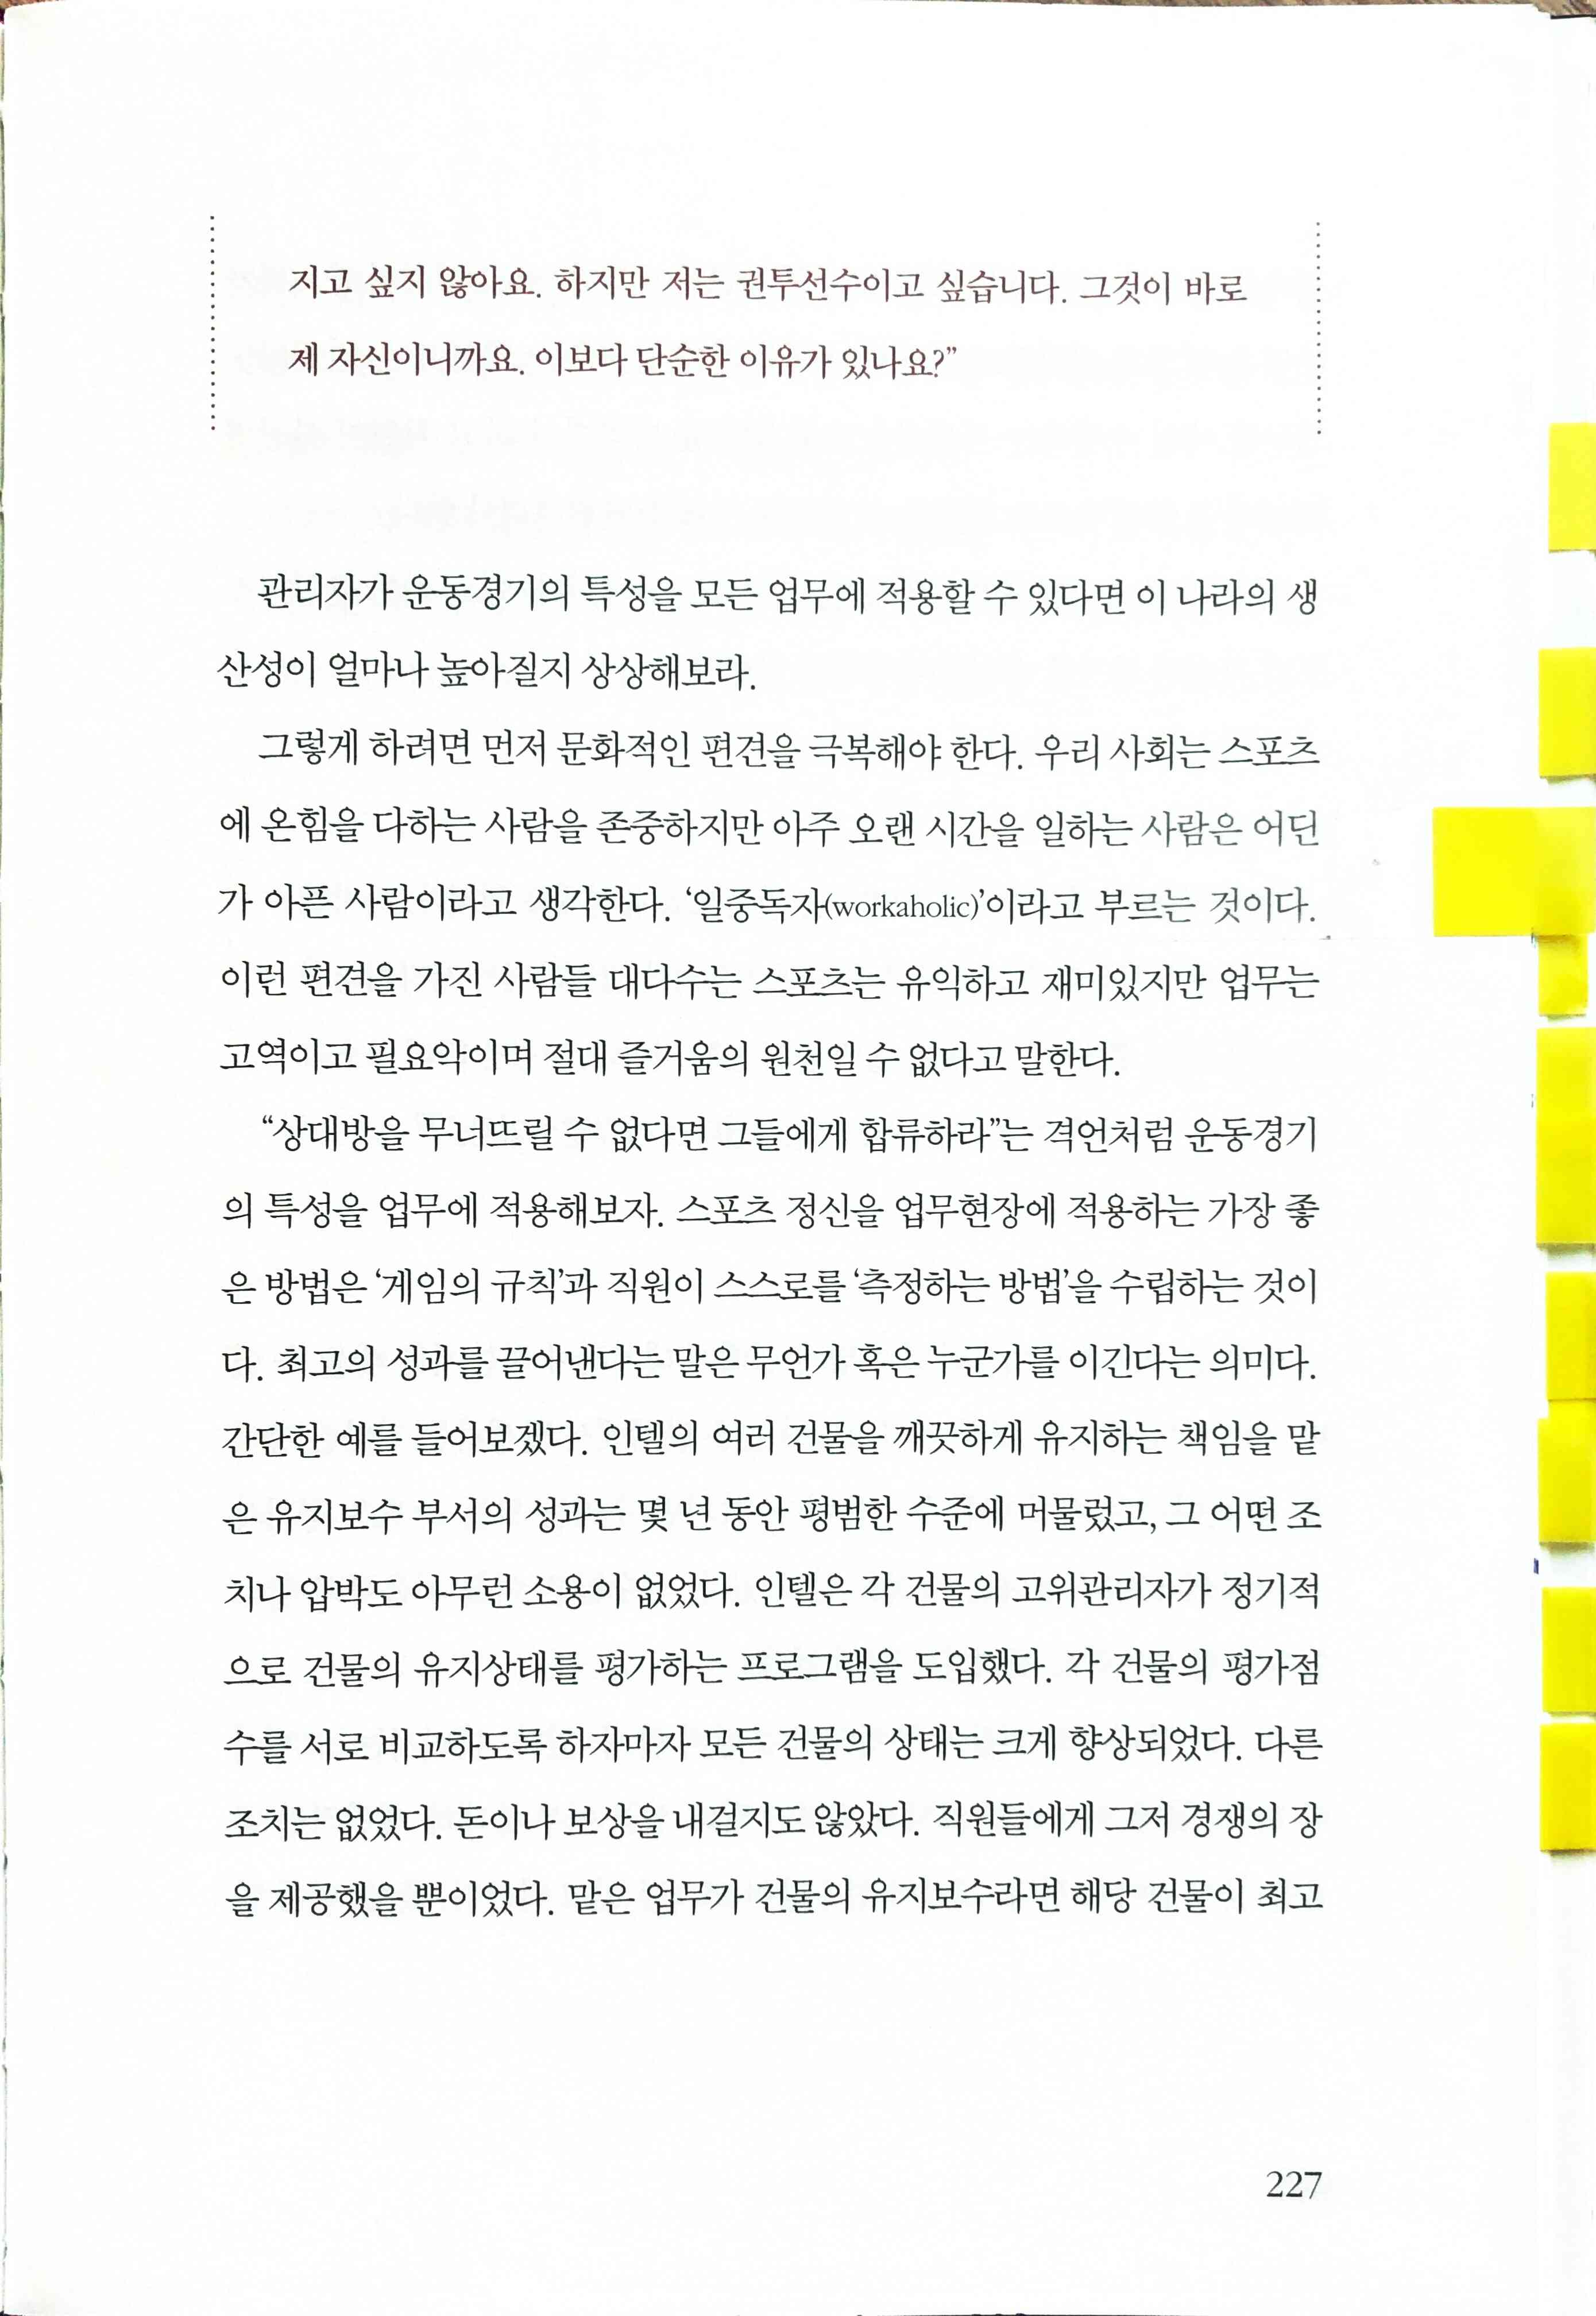 지고 싶지 않아요. 하지만 저는 권투선수이고 싶습니다. 그것이 바로
제 자신이니까요. 이보다 단순한 이유가 있나요?”
관리자가 운동경기의 특성을 모든 업무에 적용할 수 있다면 이 나라의 생
산성이 얼마나 높아질지 상상해보라.
그렇게 하려면 먼저 문화적인 편견을 극복해야 한다. 우리 사회는 스포츠
에 온힘을 다하는 사람을 존중하지만 아주 오랜 시간을 일하는 사람은 어딘
가 아픈 사람이라고 생각한다. ‘일중독자(workaholic)’이라고 부르는 것이다.
이런 편견을 가진 사람들 대다수는 스포츠는 유익하고 재미있지만 업무는
고역이고 필요악이며 절대 즐거움의 원천일 수 없다고 말한다.
“상대방을 무너뜨릴 수 없다면 그들에게 합류하라”는 격언처럼 운동경기
의 특성을 업무에 적용해보자. 스포츠 정신을 업무현장에 적용하는 가장 좋
은 방법은 ‘게임의 규칙’과 직원이 스스로를 ‘측정하는 방법’을 수립하는 것이
다. 최고의 성과를 끌어낸다는 말은 무언가 혹은 누군가를 이긴다는 의미다.
간단한 예를 들어보겠다. 인텔의 여러 건물을 깨끗하게 유지하는 책임을 맡
은 유지보수 부서의 성과는 몇 년 동안 평범한 수준에 머물렀고, 그 어떤 조
치나 압박도 아무런 소용이 없었다. 인텔은 각 건물의 고위관리자가 정기적
으로 건물의 유지상태를 평가하는 프로그램을 도입했다. 각 건물의 평가점
수를 서로 비교하도록 하자마자 모든 건물의 상태는 크게 향상되었다. 다른
조치는 없었다. 돈이나 보상을 내걸지도 않았다. 직원들에게 그저 경쟁의 장
을 제공했을 뿐이었다. 맡은 업무가 건물의 유지보수라면 해당 건물이 최고
227